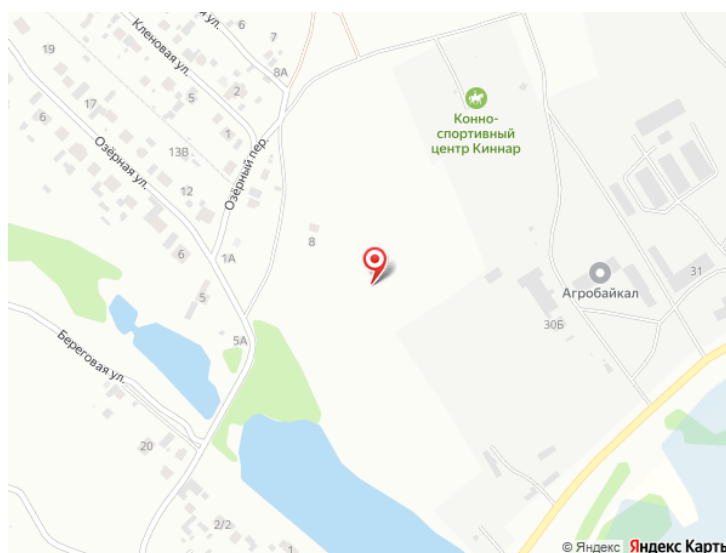 6
7
19
Кленовая ул.
8А
17
5
2
6
1
Озёрная ул.
13В
Озёрный пер.
12
Конно-
спортивный
центр Киннар
8
6
1А
31
Агробайкал
5
30Б
5А
Береговая ул.
20
2/2
1
© Яндекс Яндекс Карты